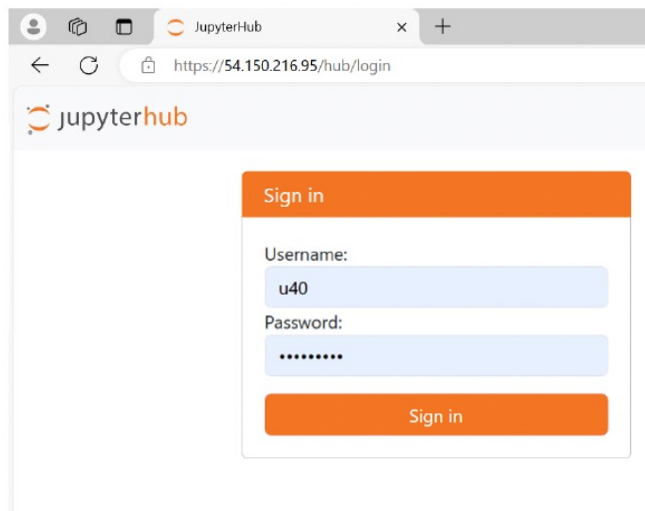 JupyterHub
https://54.150.216.95/hub/login
jupyterhub
Sign in
Username:
u40
Password:
•••••••••
Sign in